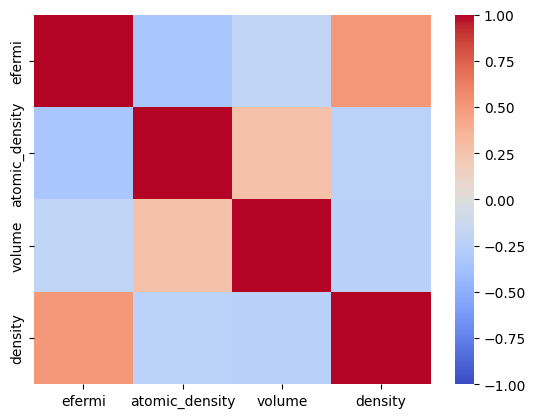 efermi
atomic_density
volume
density
efermi
atomic_density
volume
density
1.00
0.75
0.50
0.25
0.00
−0.25
−0.50
−0.75
−1.00